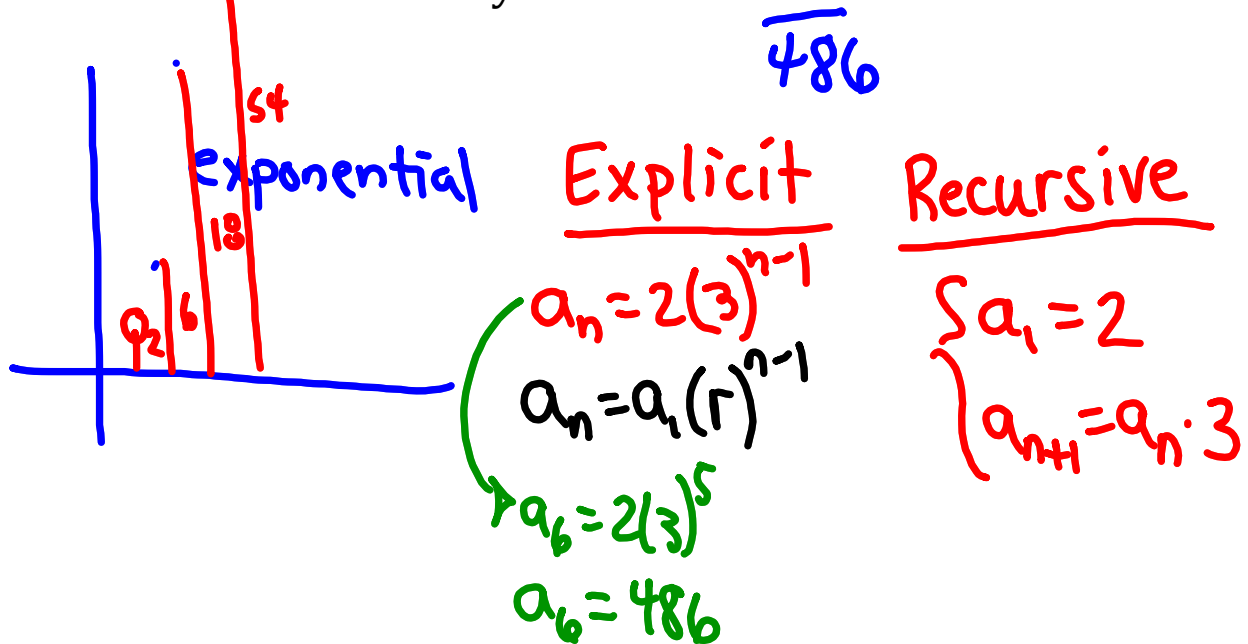 486
54
exponential
18
6
2
Explicit
aₙ = 2(3)ⁿ⁻¹
aₙ = a₁(r)ⁿ⁻¹
a₆ = 2(3)⁵
a₆ = 486
Recursive
{ a₁ = 2
aₙ₊₁ = aₙ · 3